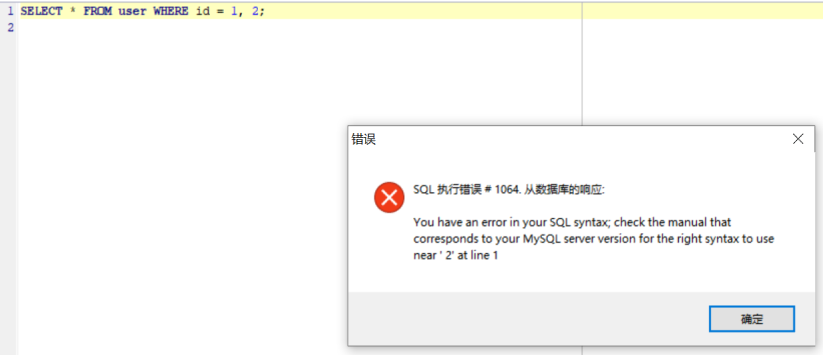 1 SELECT * FROM user WHERE id = 1, 2;
2
错误
SQL 执行错误 # 1064. 从数据库的响应:
You have an error in your SQL syntax; check the manual that
corresponds to your MySQL server version for the right syntax to use
near ' 2' at line 1
确定